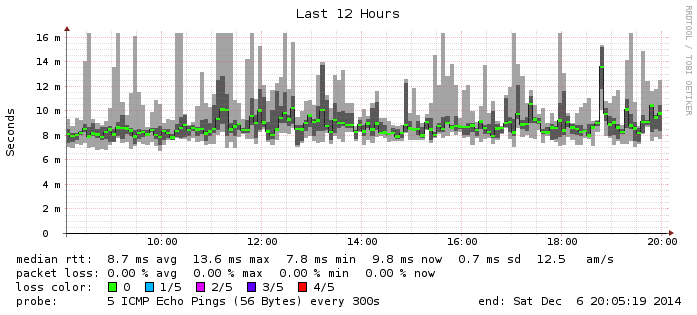 Last 12 Hours
RRDTOOL / TOBI OETIKER
Seconds
16 m
14 m
12 m
10 m
8 m
6 m
4 m
2 m
0
10:00 12:00 14:00 16:00 18:00 20:00
median rtt: 8.7 ms avg 13.6 ms max 7.8 ms min 9.8 ms now 0.7 ms sd 12.5 am/s
packet loss: 0.00 % avg 0.00 % max 0.00 % min 0.00 % now
loss color: 0 1/5 2/5 3/5 4/5
probe: 5 ICMP Echo Pings (56 Bytes) every 300s end: Sat Dec 6 20:05:19 2014